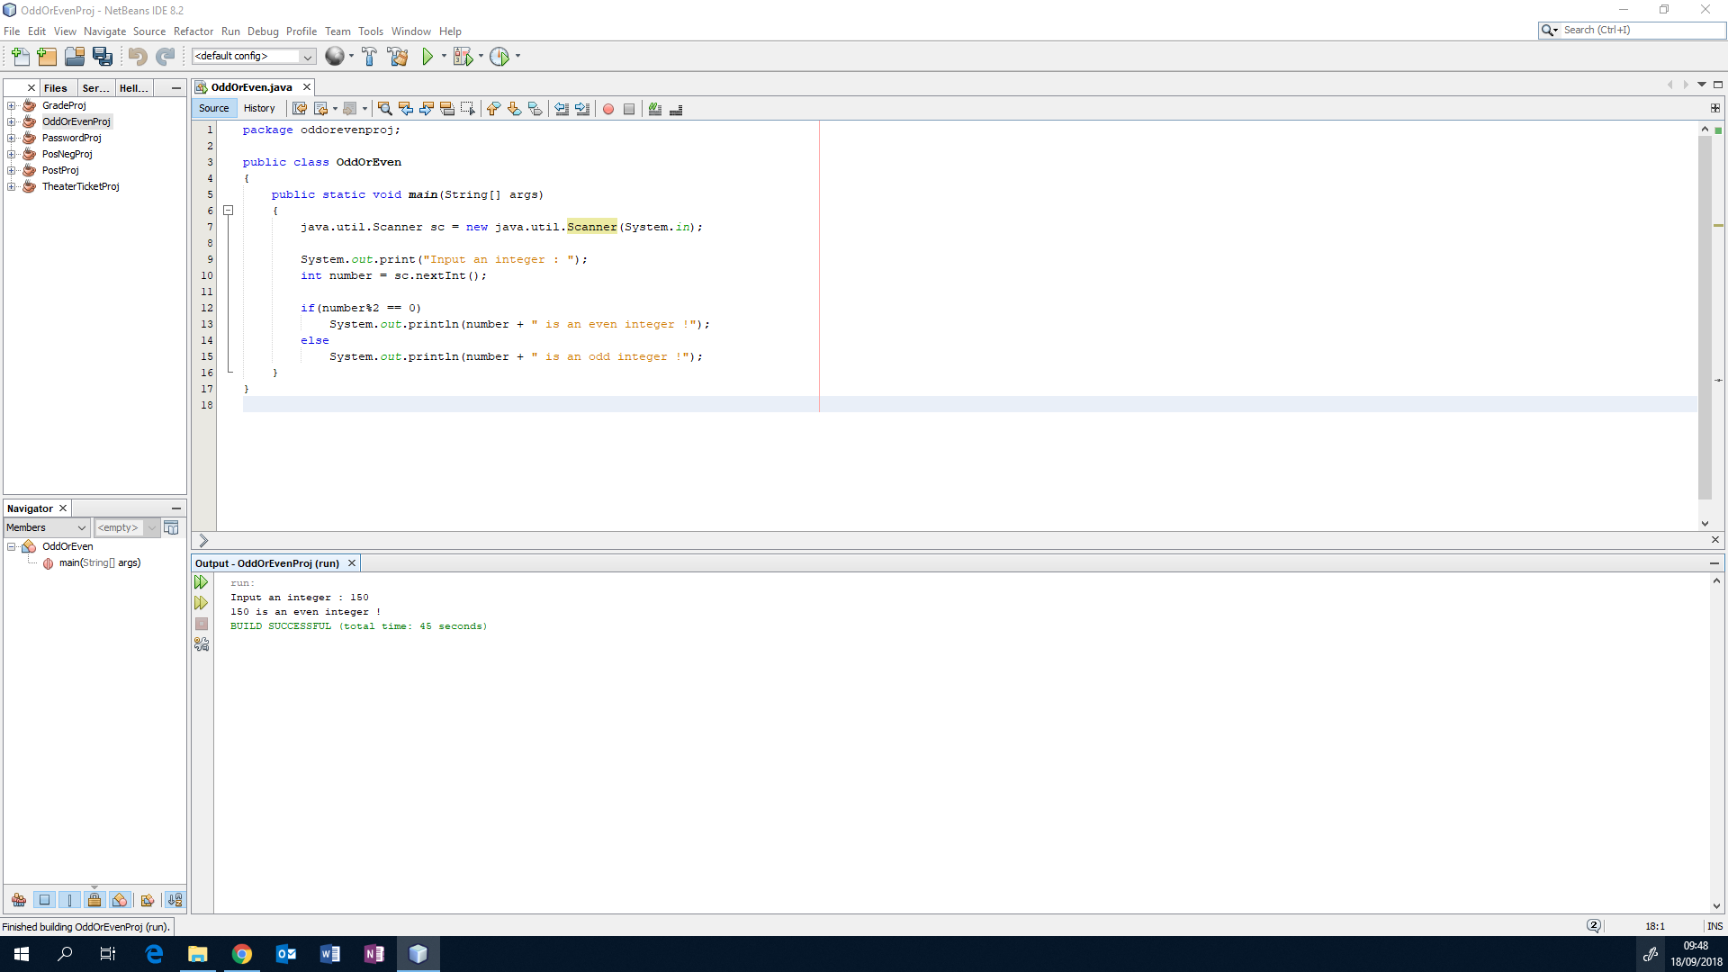 OddOrEvenProj - NetBeans IDE 8.2
File Edit View Navigate Source Refactor Run Debug Profile Team Tools Window Help
Search (Ctrl+I)
<default config>
Files Ser... Hell...
GradeProj
OddOrEvenProj
PasswordProj
PosNegProj
PostProj
TheaterTicketProj
OddOrEven.java
Source History
1 package oddorevenproj;
2
3 public class OddOrEven
4 {
5 public static void main(String[] args)
6 {
7 java.util.Scanner sc = new java.util.Scanner(System.in);
8
9 System.out.print("Input an integer : ");
10 int number = sc.nextInt();
11
12 if(number%2 == 0)
13 System.out.println(number + " is an even integer !");
14 else
15 System.out.println(number + " is an odd integer !");
16 }
17 }
18
Navigator
Members <empty>
OddOrEven
main(String[] args)
Output - OddOrEvenProj (run)
run:
Input an integer : 150
150 is an even integer !
BUILD SUCCESSFUL (total time: 45 seconds)
Finished building OddOrEvenProj (run).
2 18:1 INS
09:48
18/09/2018